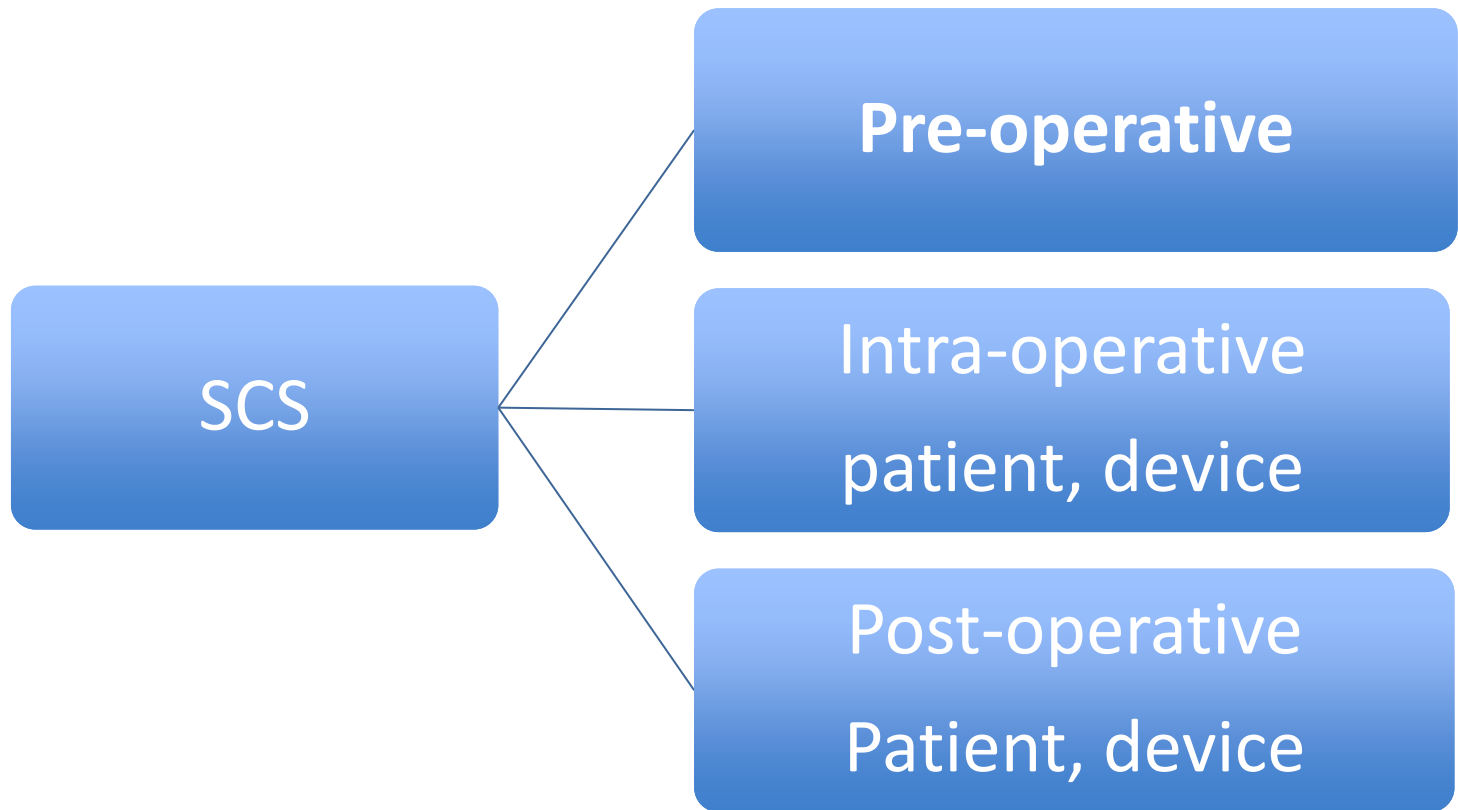 SCS
Pre-operative
Intra-operative
patient, device
Post-operative
Patient, device